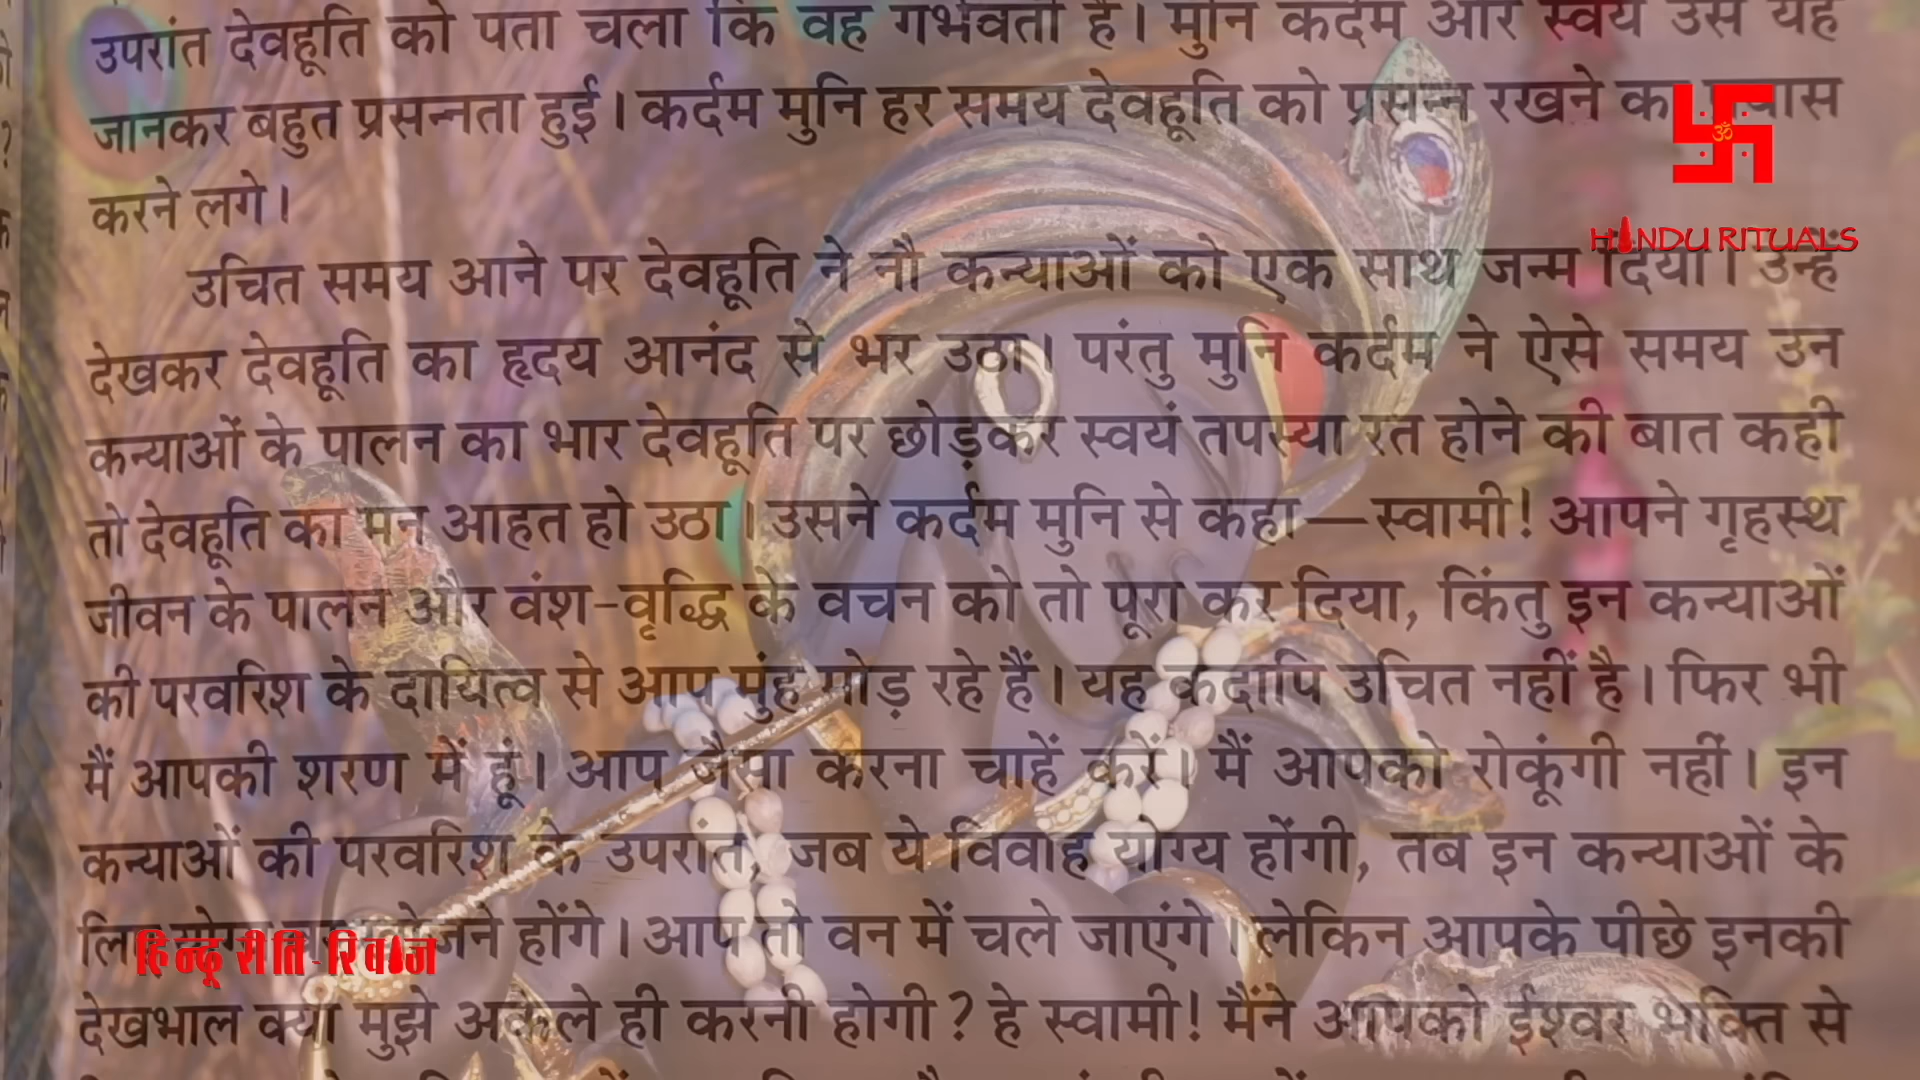 उपरांत देवहूति को पता चला कि वह गर्भवती है। मुनि कर्दम और स्वयं उसे यह
जानकर बहुत प्रसन्नता हुई। कर्दम मुनि हर समय देवहूति को प्रसन्न रखने का प्रयास
करने लगे।
HINDU RITUALS
उचित समय आने पर देवहूति ने नौ कन्याओं को एक साथ जन्म दिया। उन्हें
देखकर देवहूति का हृदय आनंद से भर उठा। परंतु मुनि कर्दम ने ऐसे समय उन
कन्याओं के पालन का भार देवहूति पर छोड़कर स्वयं तपस्या रत होने की बात कही
तो देवहूति का मन आहत हो उठा। उसने कर्दम मुनि से कहा—स्वामी! आपने गृहस्थ
जीवन के पालन और वंश-वृद्धि के वचन को तो पूरा कर दिया, किंतु इन कन्याओं
की परवरिश के दायित्व से आप मुंह मोड़ रहे हैं। यह कदापि उचित नहीं है। फिर भी
मैं आपकी शरण में हूं। आप जैसा करना चाहें करें। मैं आपको रोकूंगी नहीं। इन
कन्याओं की परवरिश के उपरांत, जब ये विवाह योग्य होंगी, तब इन कन्याओं के
होंगे। आप तो वन में चले जाएंगे। लेकिन आपके पीछे इनकी
हिन्दू रीति-रिवाज
देखभाल क्या मुझे अकेले ही करनी होगी? हे स्वामी! मैंने आपको ईश्वर भक्ति से